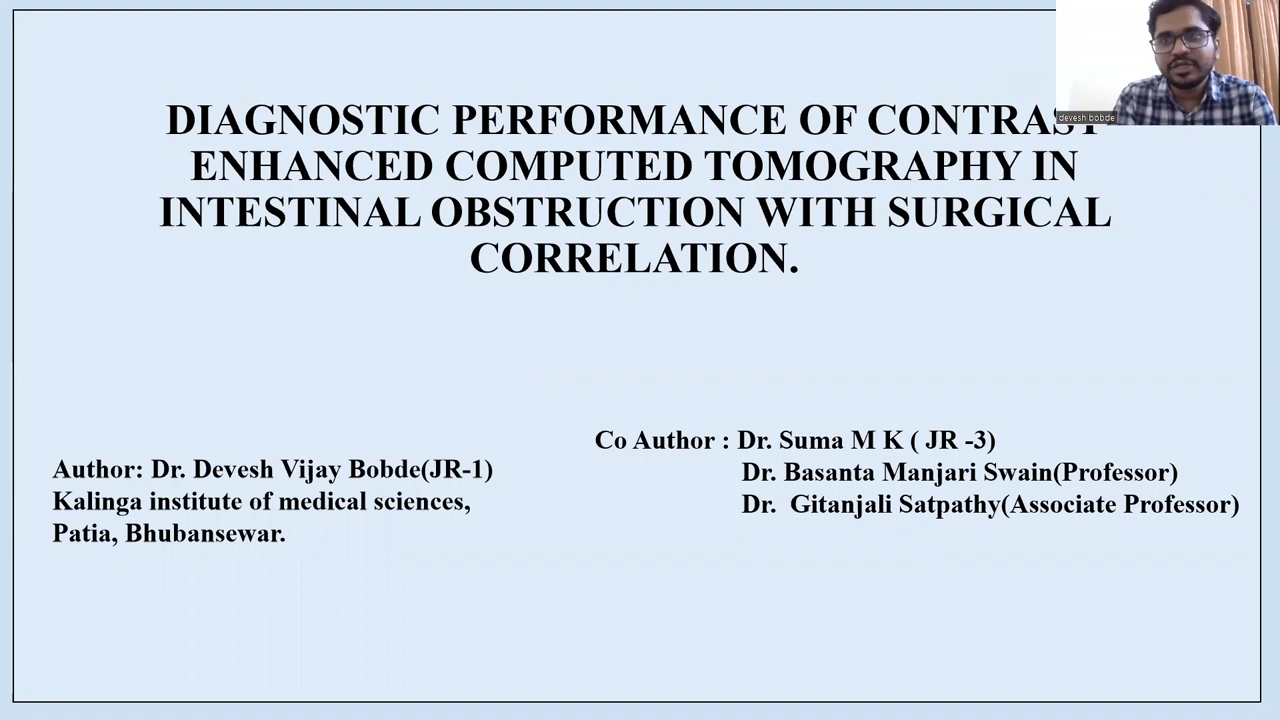 DIAGNOSTIC PERFORMANCE OF CONTRAST
ENHANCED COMPUTED TOMOGRAPHY IN
INTESTINAL OBSTRUCTION WITH SURGICAL
CORRELATION.
devesh bobde
Co Author : Dr. Suma M K ( JR -3)
Dr. Basanta Manjari Swain(Professor)
Dr. Gitanjali Satpathy(Associate Professor)
Author: Dr. Devesh Vijay Bobde(JR-1)
Kalinga institute of medical sciences,
Patia, Bhubansewar.